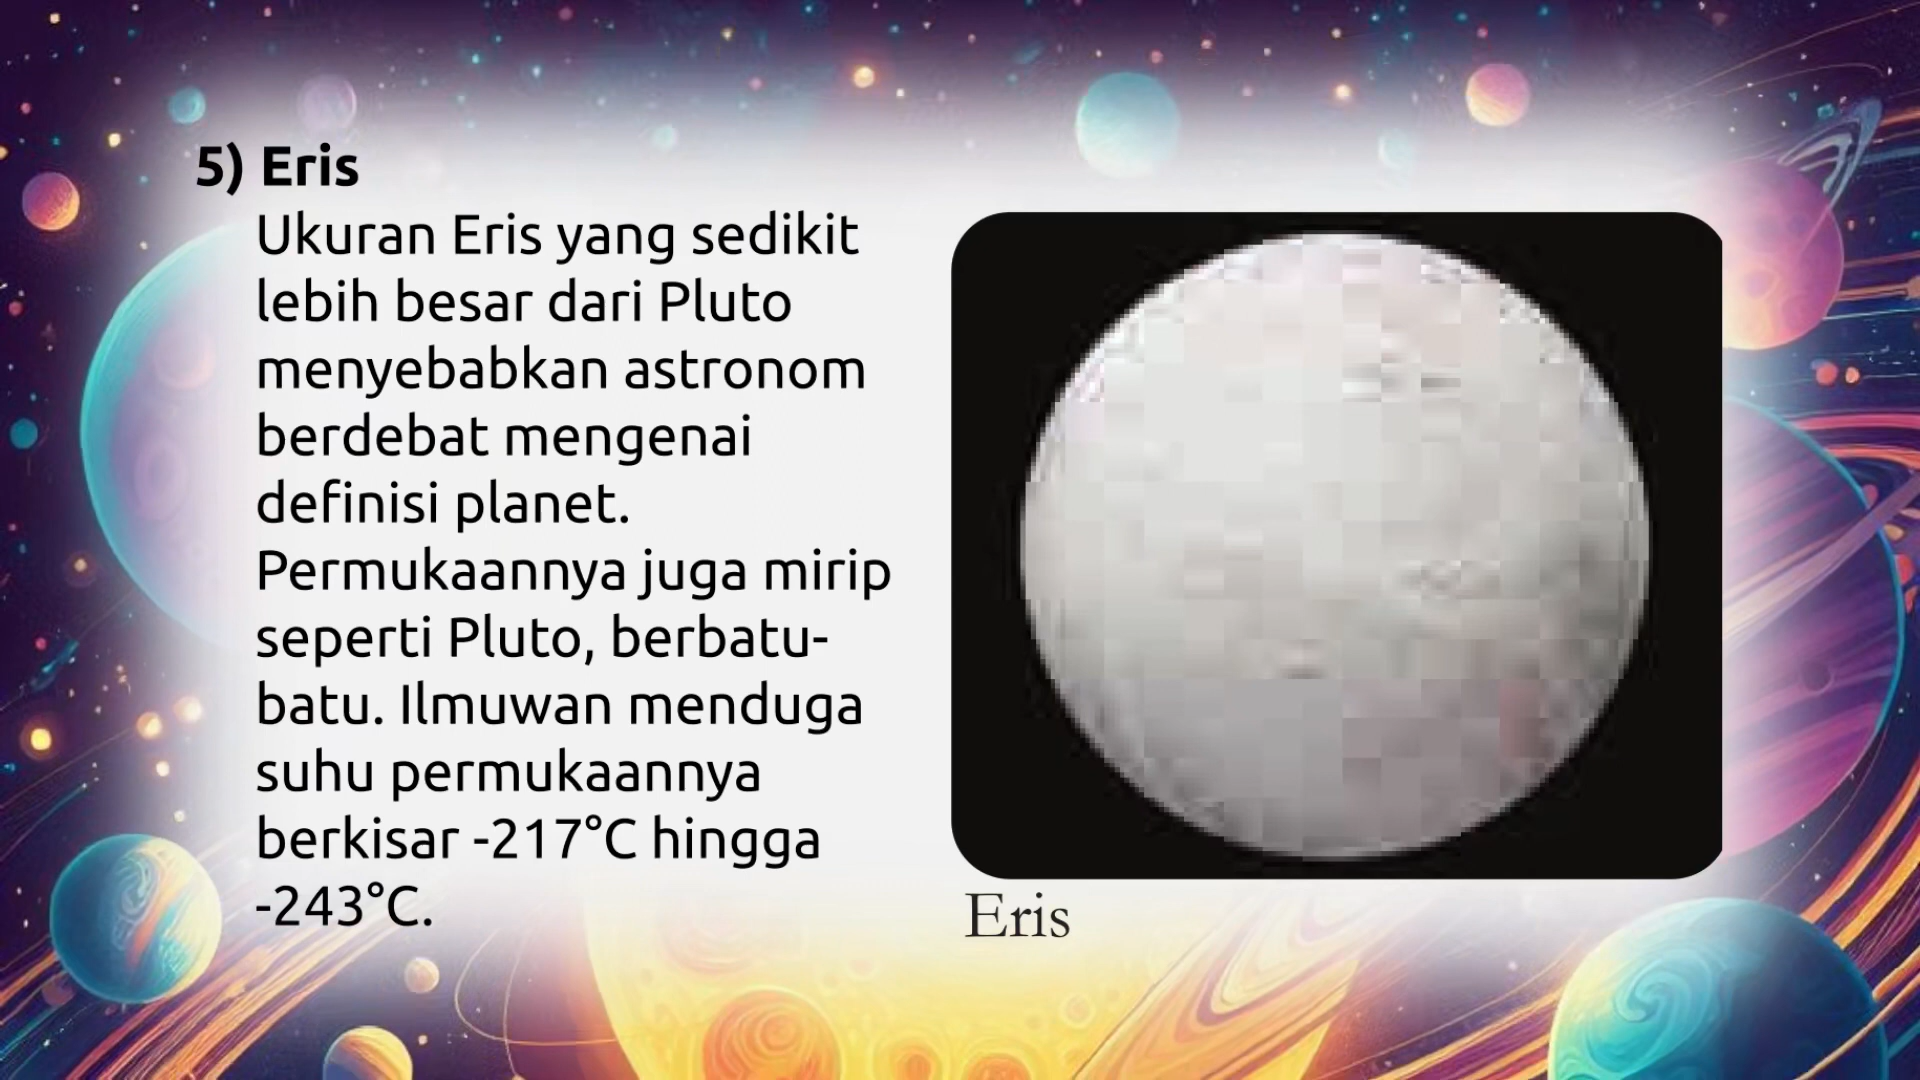 5) Eris
Ukuran Eris yang sedikit
lebih besar dari Pluto
menyebabkan astronom
berdebat mengenai
definisi planet.
Permukaannya juga mirip
seperti Pluto, berbatu-
batu. Ilmuwan menduga
suhu permukaannya
berkisar -217°C hingga
-243°C.
Eris